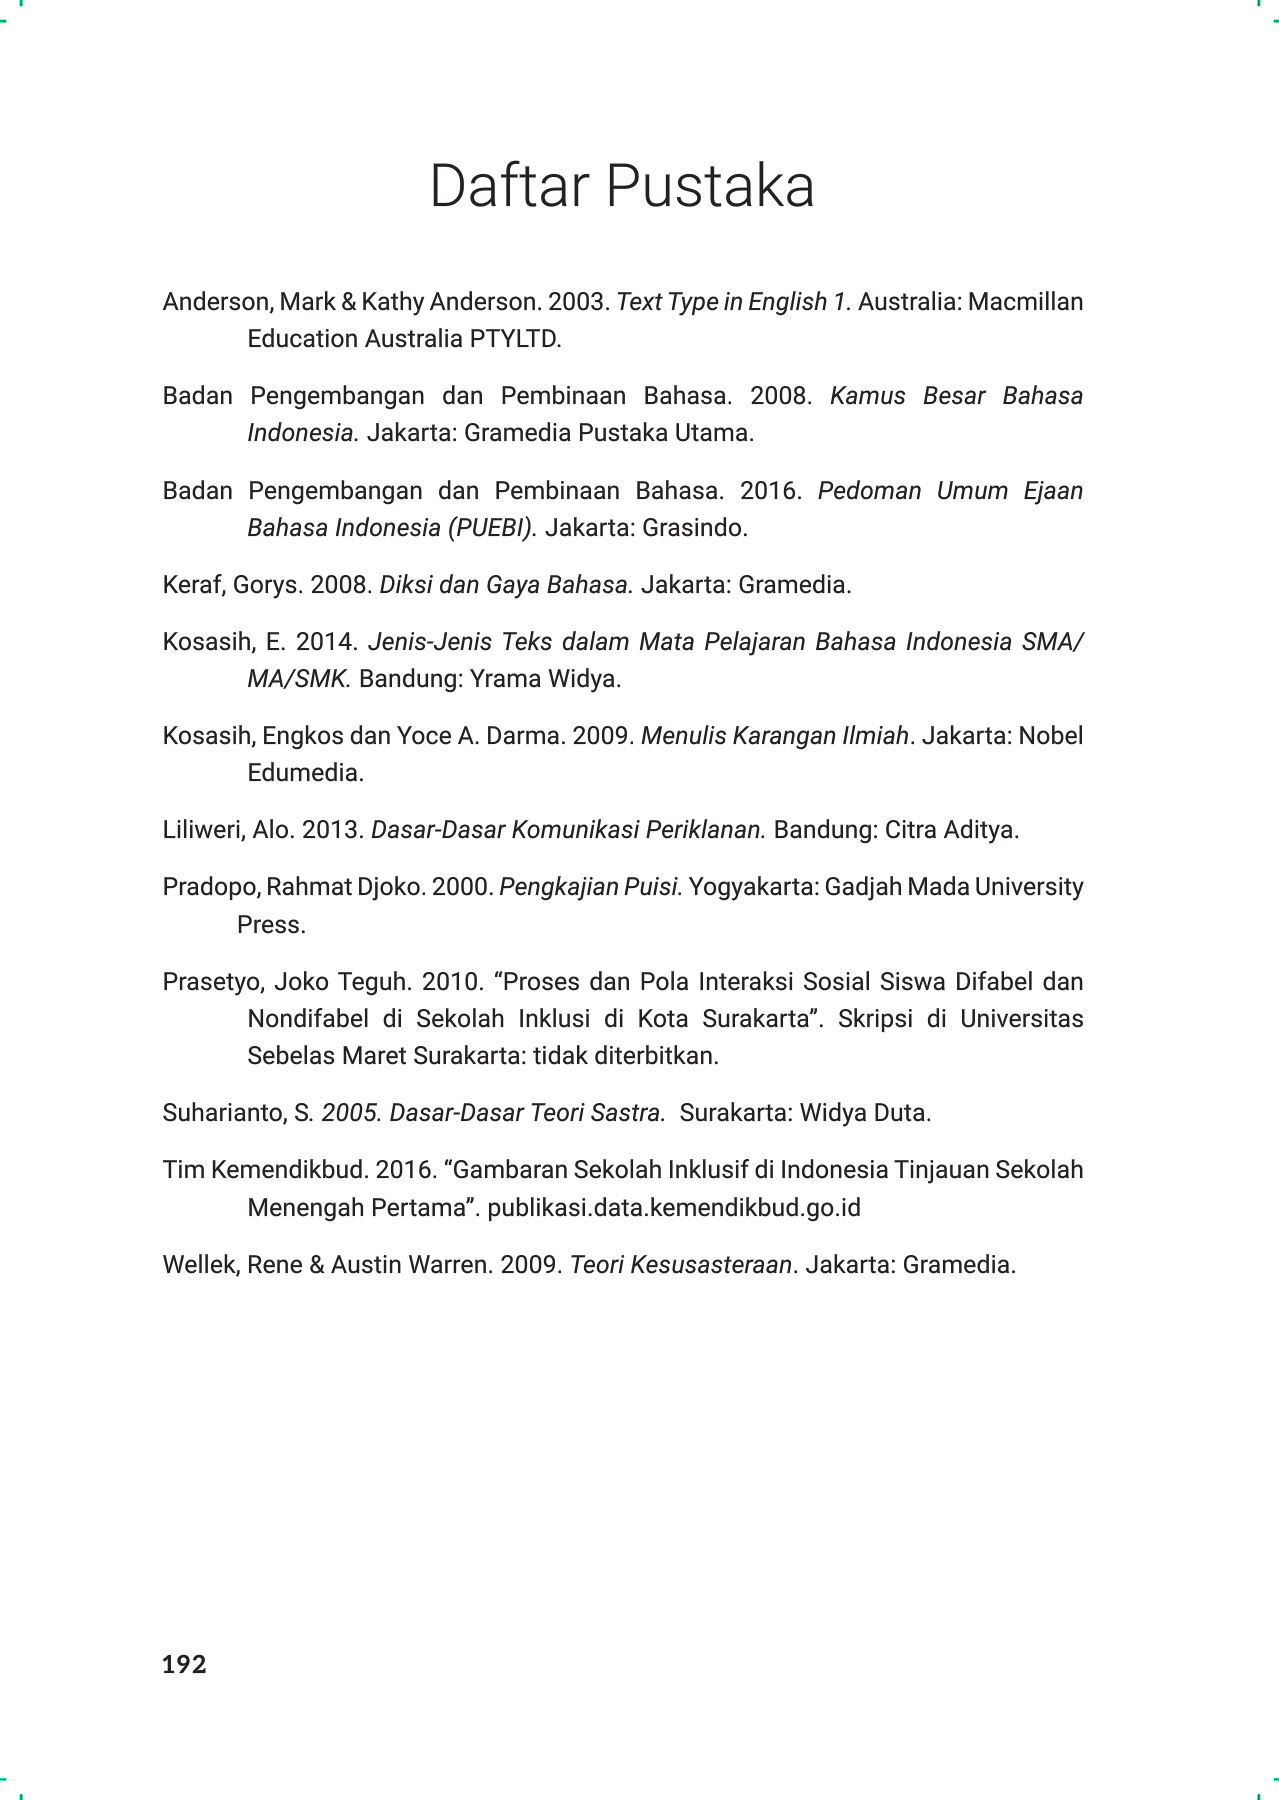 Daftar Pustaka
Anderson, Mark & Kathy Anderson. 2003. Text Type in English 1. Australia: Macmillan
Education Australia PTYLTD.
Badan Pengembangan dan Pembinaan Bahasa. 2008. Kamus Besar Bahasa
Indonesia. Jakarta: Gramedia Pustaka Utama.
Badan Pengembangan dan Pembinaan Bahasa. 2016. Pedoman Umum Ejaan
Bahasa Indonesia (PUEBI). Jakarta: Grasindo.
Keraf, Gorys. 2008. Diksi dan Gaya Bahasa. Jakarta: Gramedia.
Kosasih, E. 2014. Jenis-Jenis Teks dalam Mata Pelajaran Bahasa Indonesia SMA/
MA/SMK. Bandung: Yrama Widya.
Kosasih, Engkos dan Yoce A. Darma. 2009. Menulis Karangan Ilmiah. Jakarta: Nobel
Edumedia.
Liliweri, Alo. 2013. Dasar-Dasar Komunikasi Periklanan. Bandung: Citra Aditya.
Pradopo, Rahmat Djoko. 2000. Pengkajian Puisi. Yogyakarta: Gadjah Mada University
Press.
Prasetyo, Joko Teguh. 2010. “Proses dan Pola Interaksi Sosial Siswa Difabel dan
Nondifabel di Sekolah Inklusi di Kota Surakarta”. Skripsi di Universitas
Sebelas Maret Surakarta: tidak diterbitkan.
Suharianto, S. 2005. Dasar-Dasar Teori Sastra. Surakarta: Widya Duta.
Tim Kemendikbud. 2016. “Gambaran Sekolah Inklusif di Indonesia Tinjauan Sekolah
Menengah Pertama”. publikasi.data.kemendikbud.go.id
Wellek, Rene & Austin Warren. 2009. Teori Kesusasteraan. Jakarta: Gramedia.
192